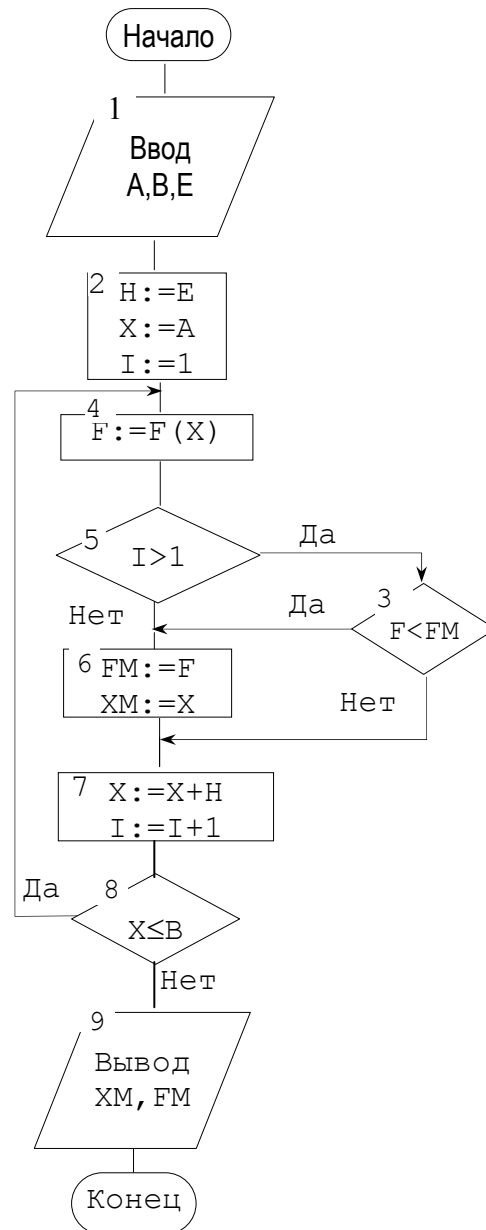 Начало
1
Ввод
A,B,E
2
H:=E
X:=A
I:=1
4
F:=F(X)
5
I>1
Да
3
F<FM
Да
Нет
6
FM:=F
XM:=X
Нет
7
X:=X+H
I:=I+1
8
X≤B
Да
Нет
9
Вывод
XM,FM
Конец